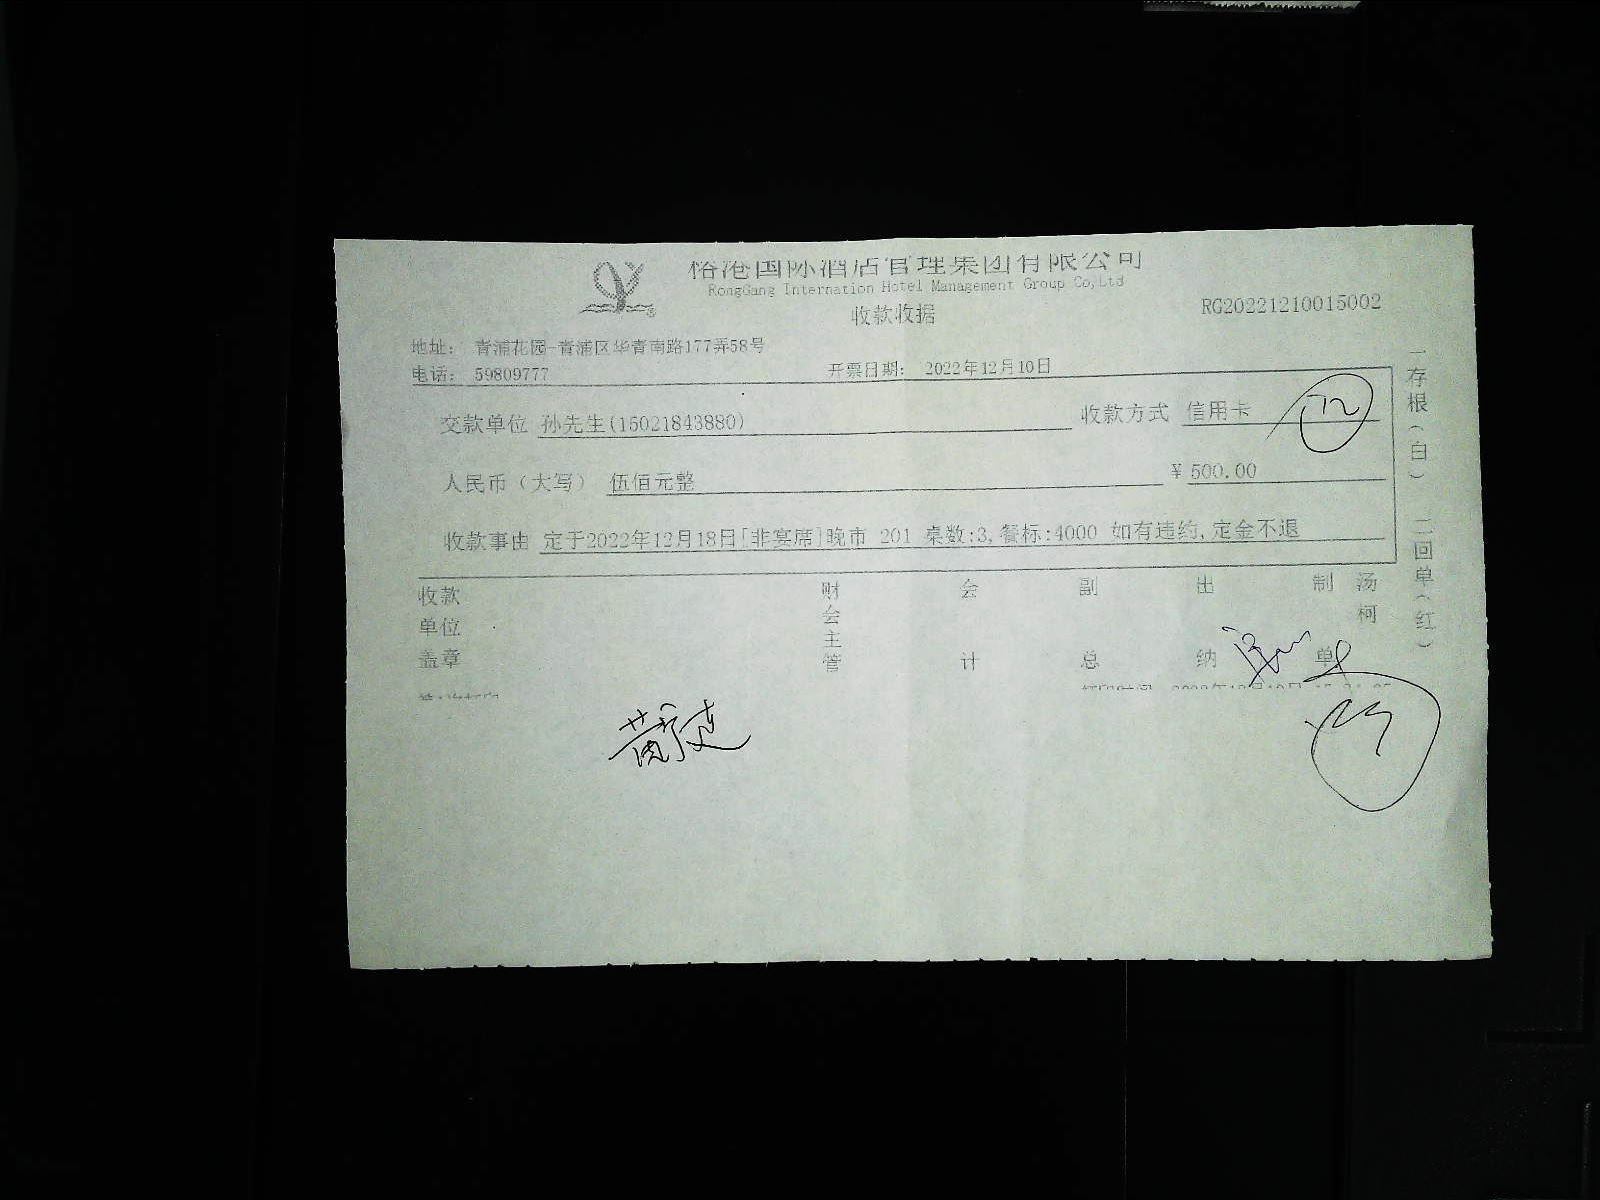 裕港国际酒店管理集团有限公司
RongGang Internation Hotel Management Group Co,Ltd
收款收据
RG20221210015002
地址： 青浦花园-青浦区华青南路177弄58号
电话： 59809777
开票日期： 2022年12月10日
交款单位 孙先生(15021843880)
收款方式 信用卡
人民币（大写） 伍佰元整
¥ 500.00
收款事由 定于2022年12月18日[非宴席]晚市 201 桌数:3,餐标:4000 如有违约,定金不退
收款单位盖章
财会主管
会计
副总
出纳
制单
汤柯
一存根（白） 二回单（红）